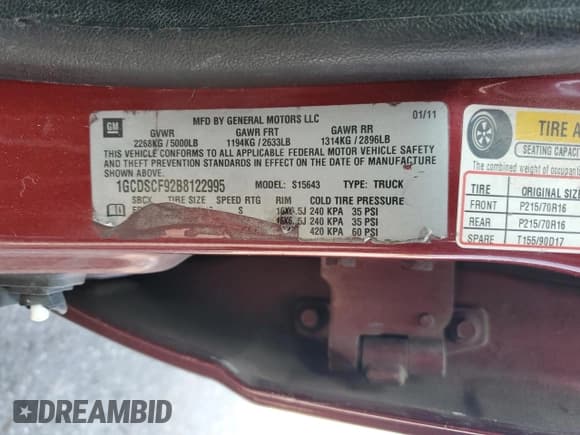 GM
MFD BY GENERAL MOTORS LLC 01/11
GVWR GAWR FRT GAWR RR
2268KG / 5000LB 1194KG / 2633LB 1314KG / 2896LB
THIS VEHICLE CONFORMS TO ALL APPLICABLE FEDERAL MOTOR VEHICLE SAFETY
AND THEFT PREVENTION STANDARDS IN EFFECT ON THE DATE OF MANUFACTURE
SHOWN ABOVE.
1GCDSCF92B8122995 MODEL: S15643 TYPE: TRUCK
SBCX TIRE SIZE SPEED RTG RIM COLD TIRE PRESSURE
S 240 KPA 35 PSI
240 KPA 35 PSI
420 KPA 60 PSI
TIRE
SEATING
The combined weight of
TIRE ORIGINAL
FRONT P215/70R16
REAR P215/70R16
SPARE T155/90D17
DREAMBID